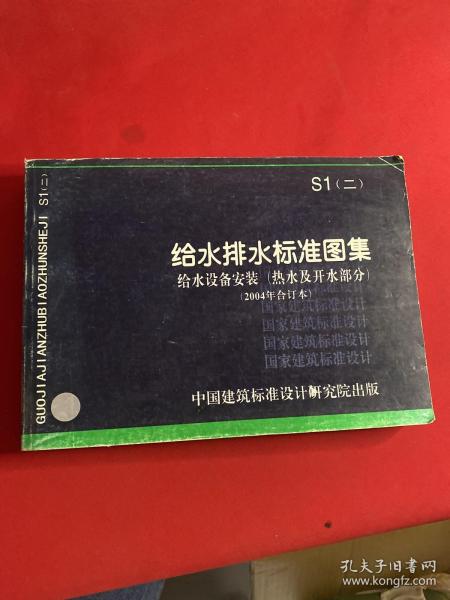 S1(二)
给水排水标准图集
给水设备安装(热水及开水部分)
(2004年合订本)
国家建筑标准设计
国家建筑标准设计
国家建筑标准设计
国家建筑标准设计
中国建筑标准设计研究院出版
GUOJIAJIANZHUBIAOZHUNSHEJI S1(二)
孔夫子旧书网
www.kongfz.com